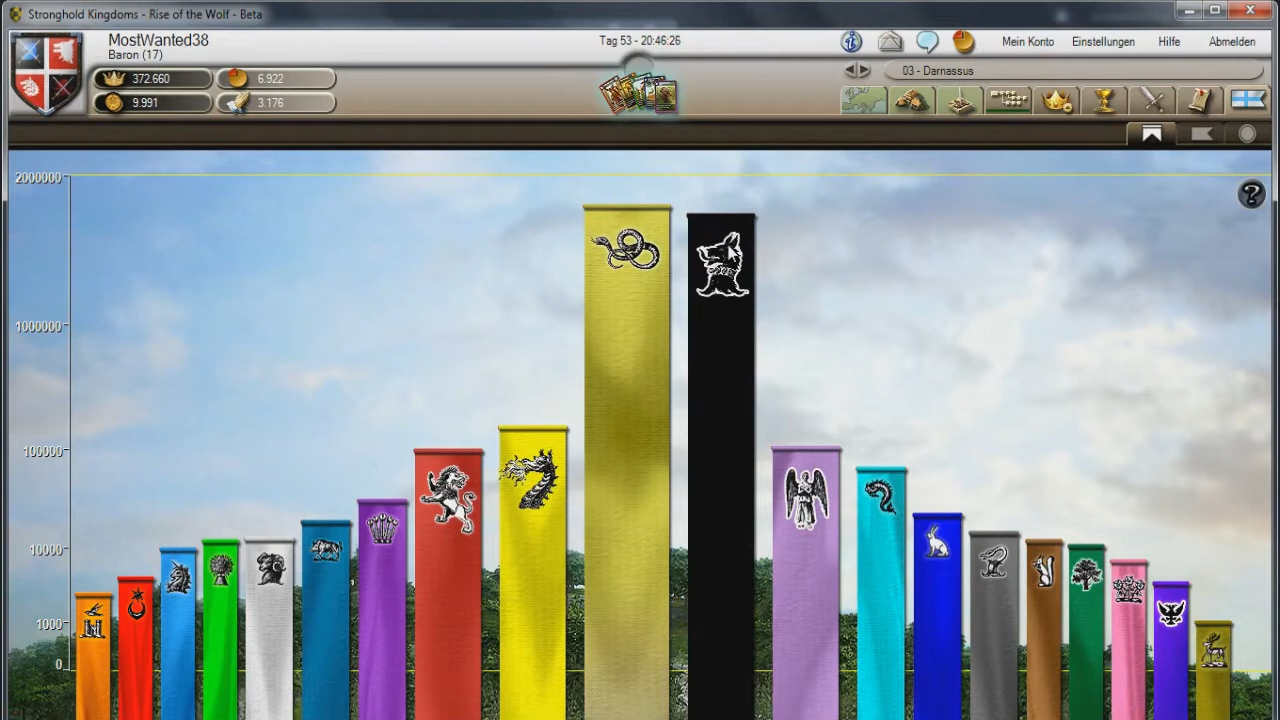 Stronghold Kingdoms - Rise of the Wolf - Beta
MostWanted38
Baron (17)
Tag 53 - 20:46:26
Mein Konto Einstellungen Hilfe Abmelden
372.660 6.922
9.991 3.176
03 - Darnassus
2000000
1000000
100000
10000
1000
0